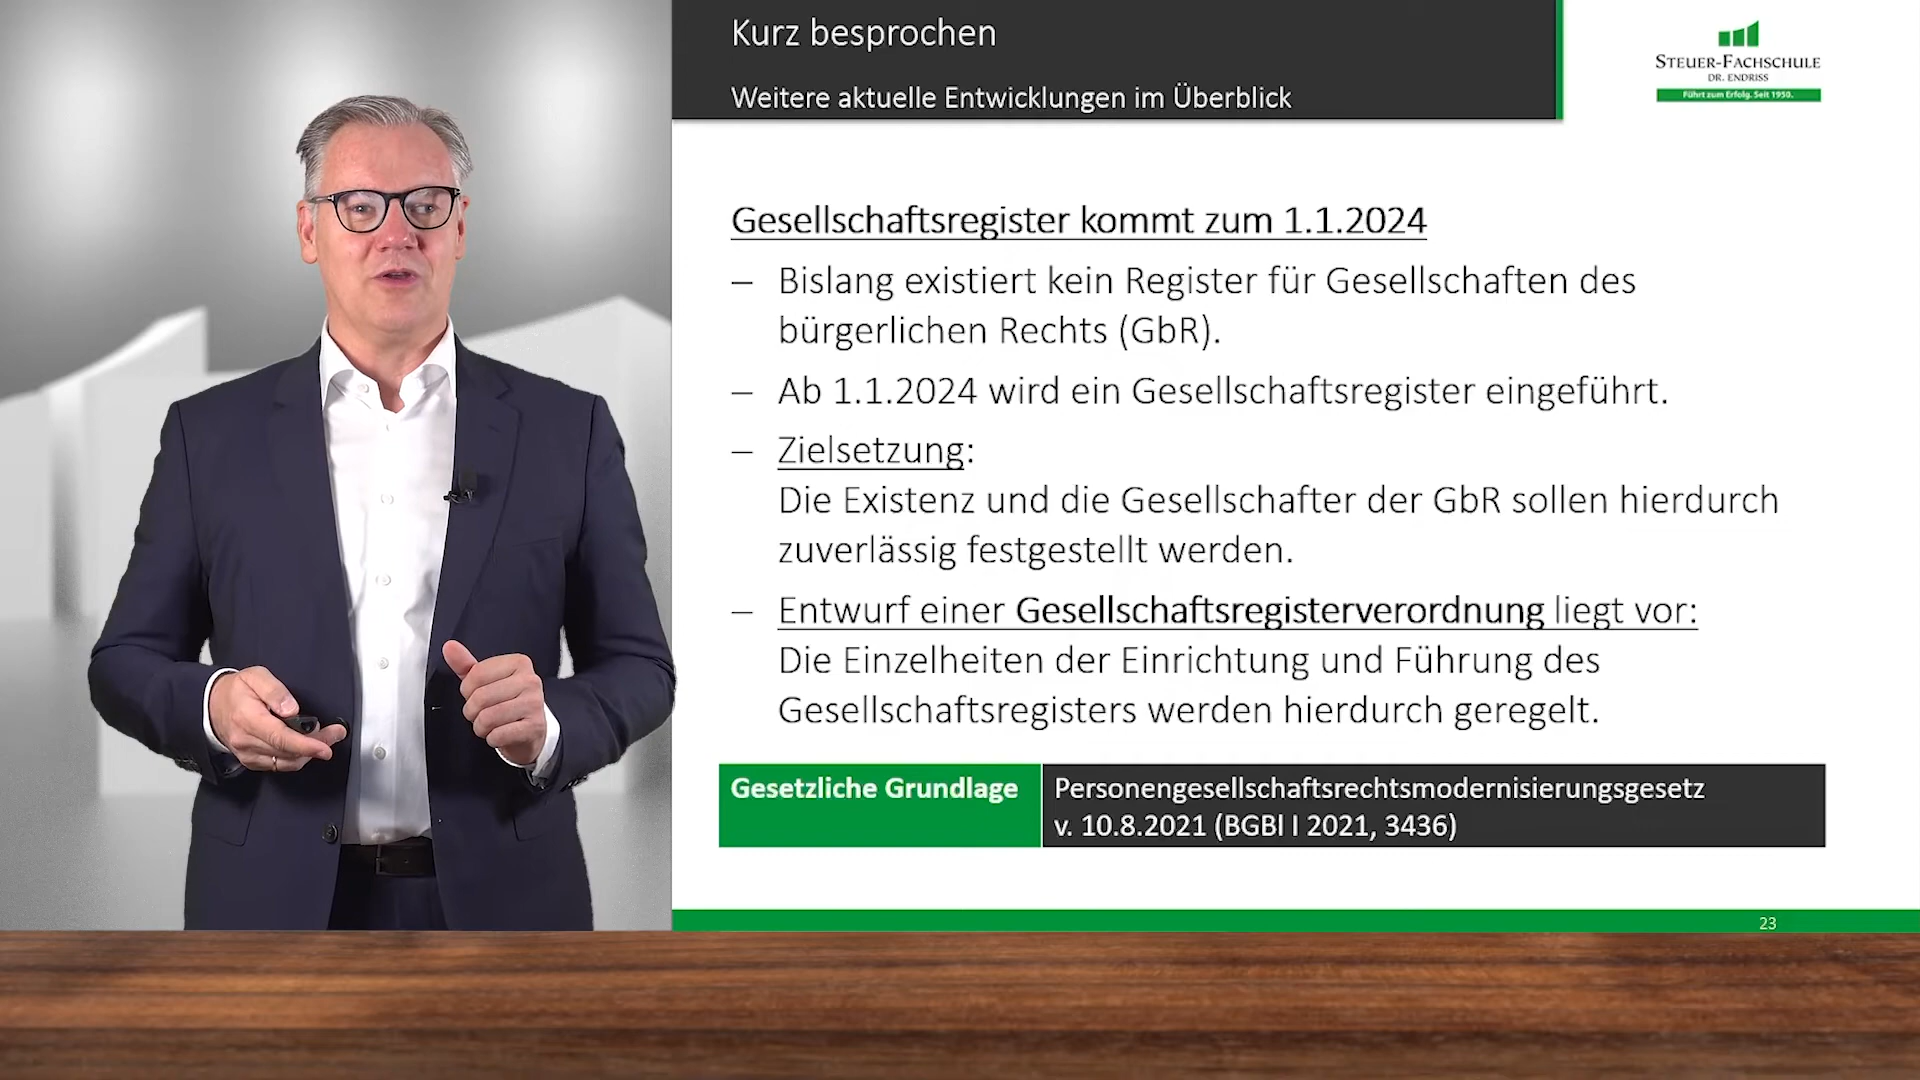 Kurz besprochen
Weitere aktuelle Entwicklungen im Überblick
STEUER-FACHSCHULE
DR. ENDRISS
Führt zum Erfolg. Seit 1950.
Gesellschaftsregister kommt zum 1.1.2024
– Bislang existiert kein Register für Gesellschaften des
bürgerlichen Rechts (GbR).
– Ab 1.1.2024 wird ein Gesellschaftsregister eingeführt.
– Zielsetzung:
Die Existenz und die Gesellschafter der GbR sollen hierdurch
zuverlässig festgestellt werden.
– Entwurf einer Gesellschaftsregisterverordnung liegt vor:
Die Einzelheiten der Einrichtung und Führung des
Gesellschaftsregisters werden hierdurch geregelt.
Gesetzliche Grundlage
Personengesellschaftsrechtsmodernisierungsgesetz
v. 10.8.2021 (BGBl I 2021, 3436)
23